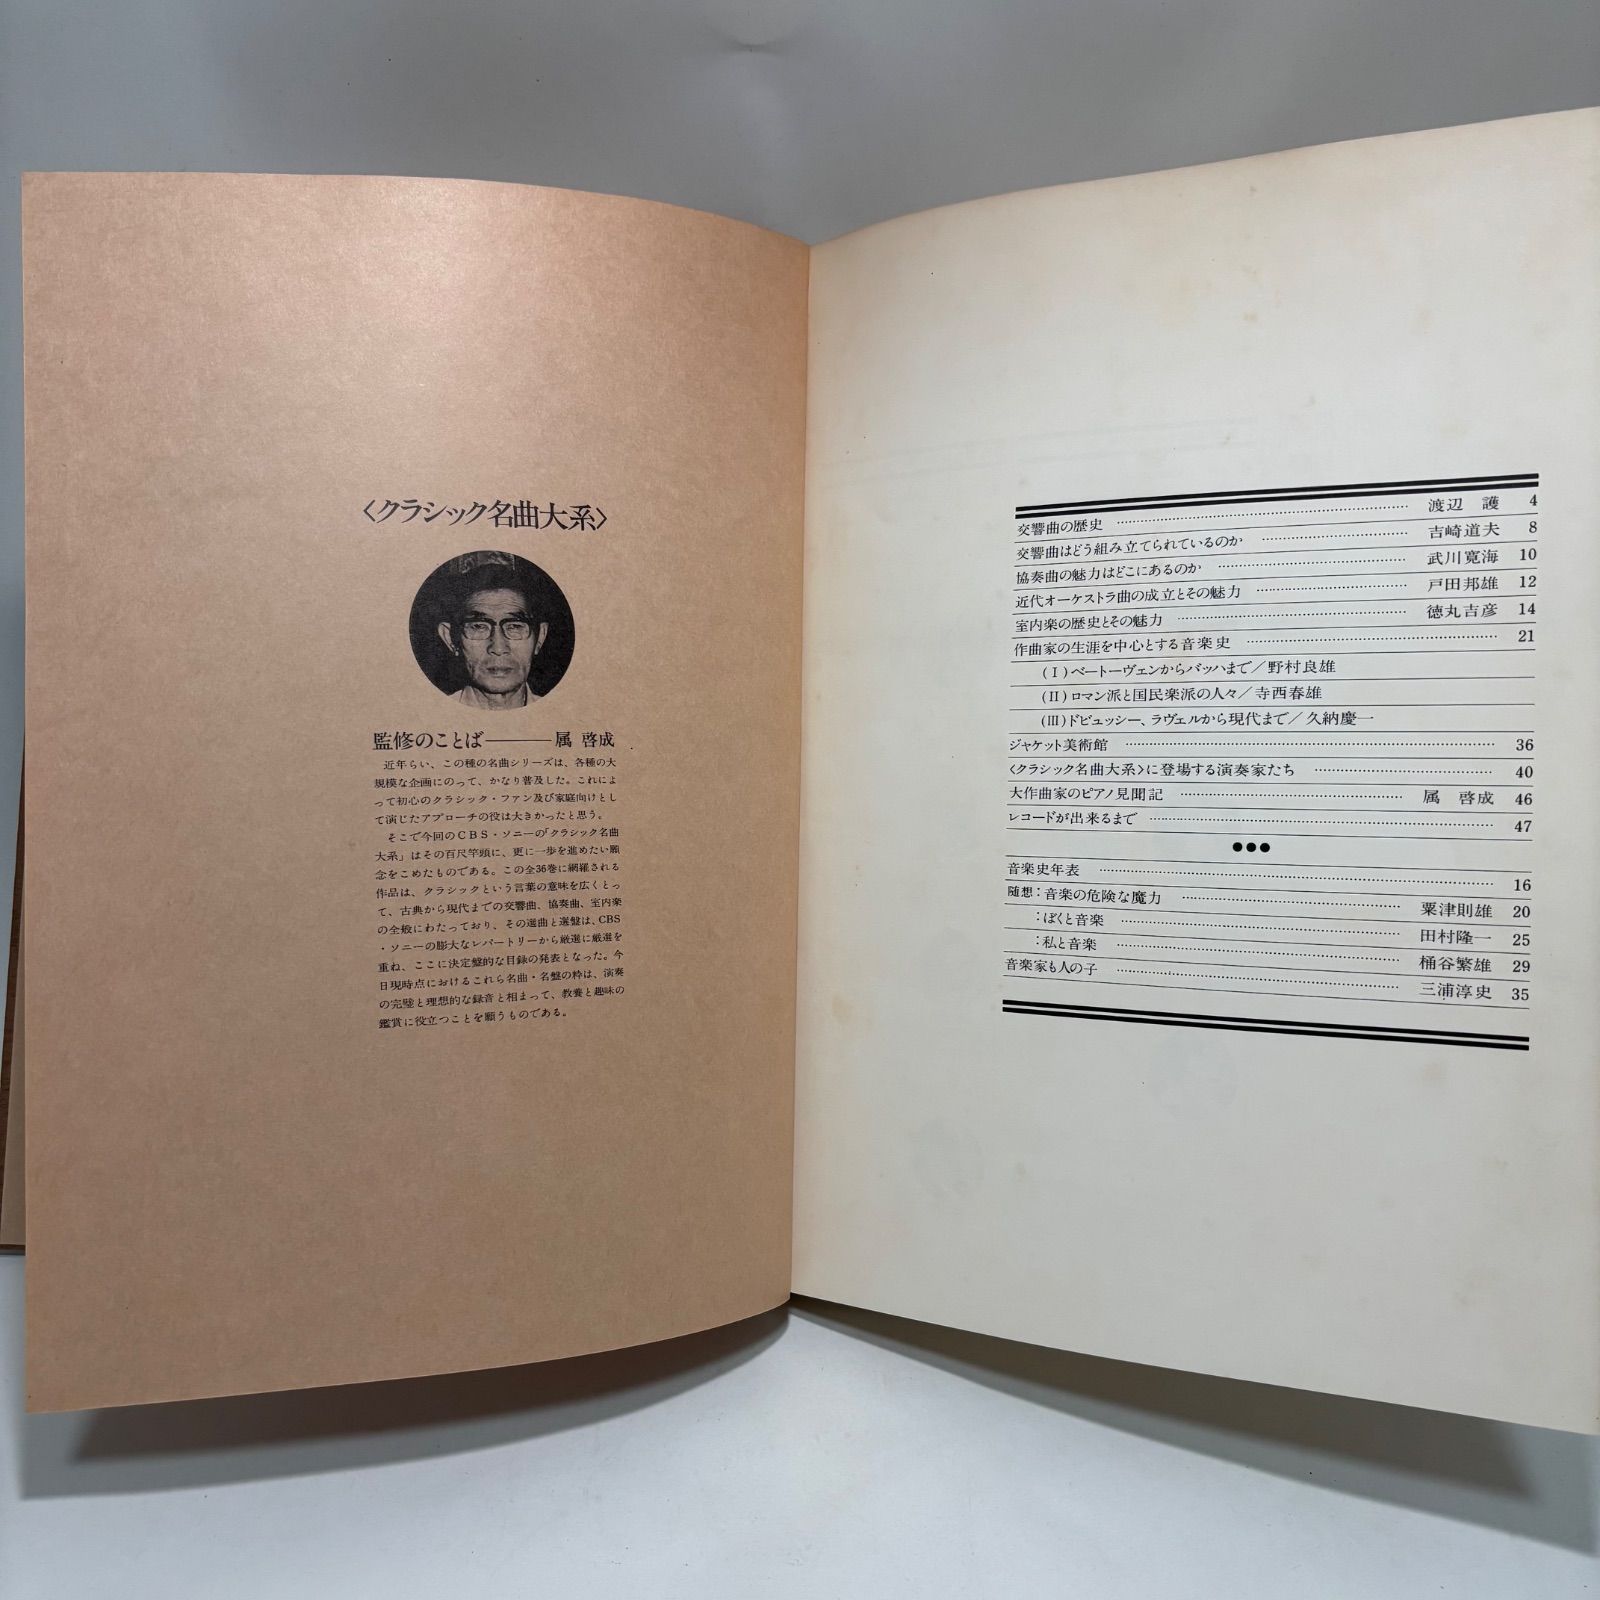 〈クラシック名曲大系〉
監修のことば―――属 啓成
近年らい、この種の名曲シリーズは、各種の大
規模な企画にのって、かなり普及した。これによ
って初心のクラシック・ファン及び家庭向けとし
て演じたアプローチの役は大きかったと思う。
そこで今回のCBS・ソニーの「クラシック名曲
大系」はその百尺竿頭に、更に一歩を進めたい願
念をこめたものである。この全36巻に網羅される
作品は、クラシックという言葉の意味を広くとっ
て、古典から現代までの交響曲、協奏曲、室内楽
の全般にわたっており、その選曲と選盤は、CBS
・ソニーの膨大なレパートリーから厳選に厳選を
重ね、ここに決定盤的な目録の発表となった。今
日現時点におけるこれら名曲・名盤の粋は、演奏
の完璧と理想的な録音と相まって、教養と趣味の
鑑賞に役立つことを願うものである。
交響曲の歴史 渡辺 護 4
交響曲はどう組み立てられているのか 吉崎道夫 8
協奏曲の魅力はどこにあるのか 武川寛海 10
近代オーケストラ曲の成立とその魅力 戸田邦雄 12
室内楽の歴史とその魅力 徳丸吉彦 14
作曲家の生涯を中心とする音楽史 21
(I)ベートーヴェンからバッハまで/野村良雄
(II)ロマン派と国民楽派の人々/寺西春雄
(III)ドビュッシー、ラヴェルから現代まで/久納慶一
ジャケット美術館 36
〈クラシック名曲大系〉に登場する演奏家たち 40
大作曲家のピアノ見聞記 属 啓成 46
レコードが出来るまで 47
●●●
音楽史年表 16
随想：音楽の危険な魔力 粟津則雄 20
：ぼくと音楽 田村隆一 25
：私と音楽 桶谷繁雄 29
音楽家も人の子 三浦淳史 35